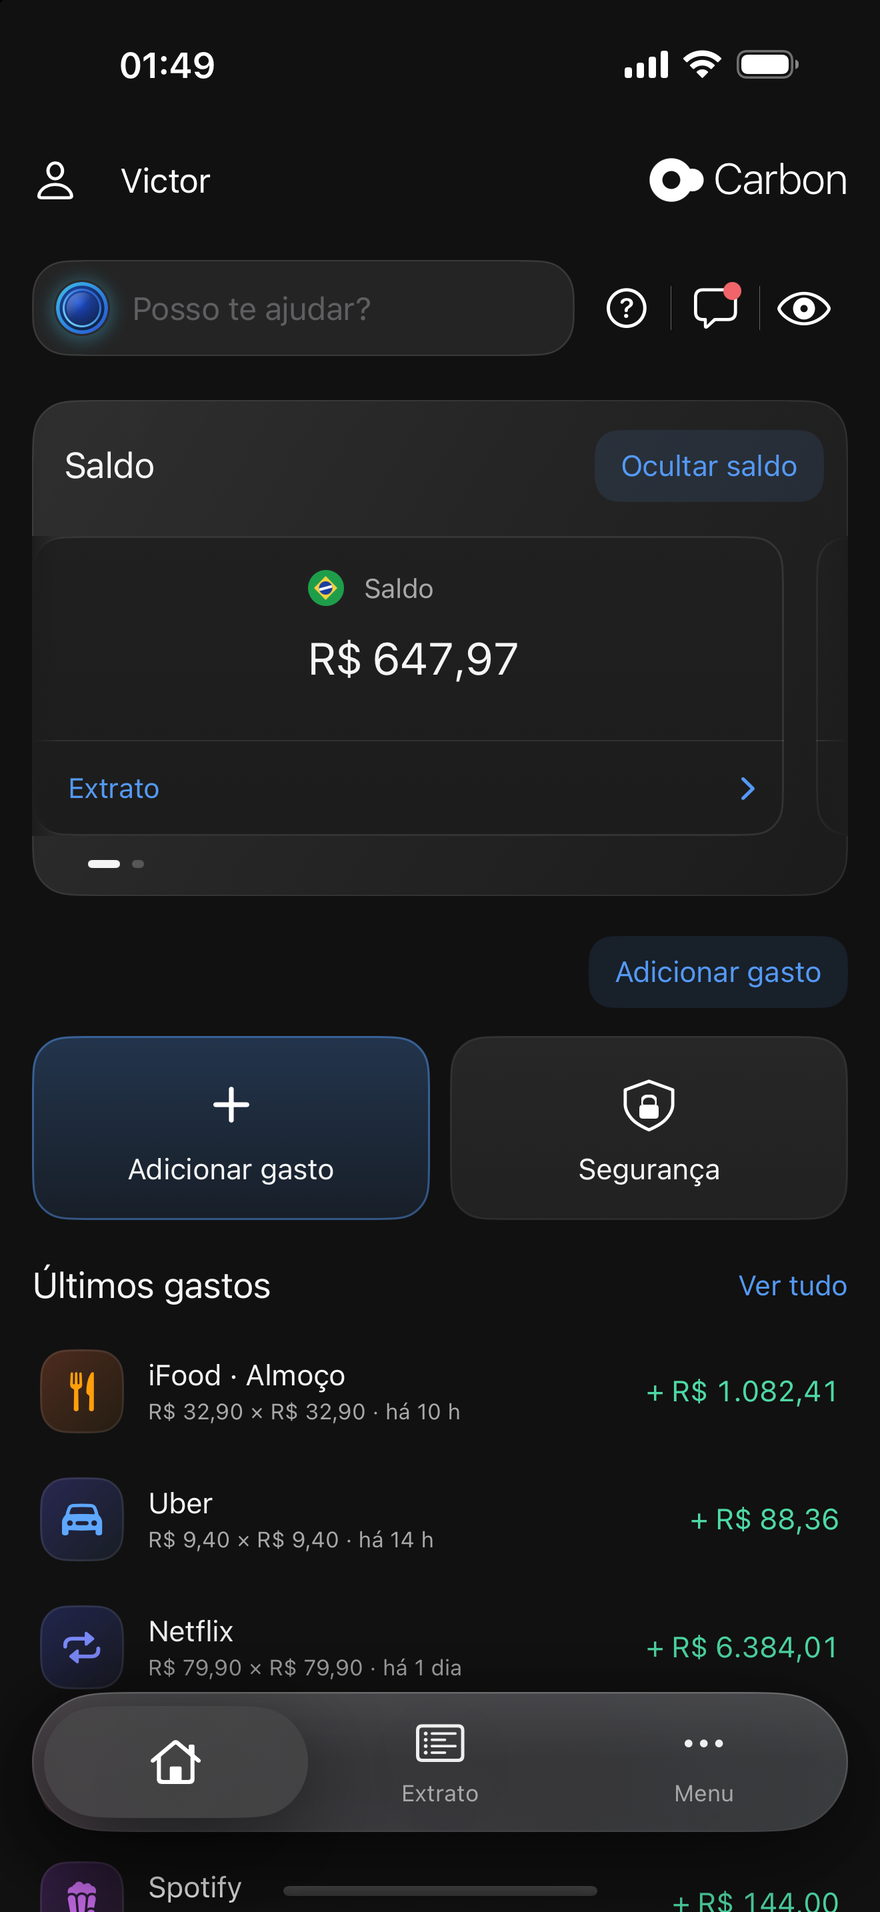 01:49
Victor
Carbon
Posso te ajudar?
Saldo
Ocultar saldo
Saldo
R$ 647,97
Extrato
Adicionar gasto
Adicionar gasto
Segurança
Últimos gastos
Ver tudo
iFood · Almoço
R$ 32,90 × R$ 32,90 · há 10 h
+ R$ 1.082,41
Uber
R$ 9,40 × R$ 9,40 · há 14 h
+ R$ 88,36
Netflix
R$ 79,90 × R$ 79,90 · há 1 dia
+ R$ 6.384,01
Extrato
Menu
Spotify
+ R$ 144,00